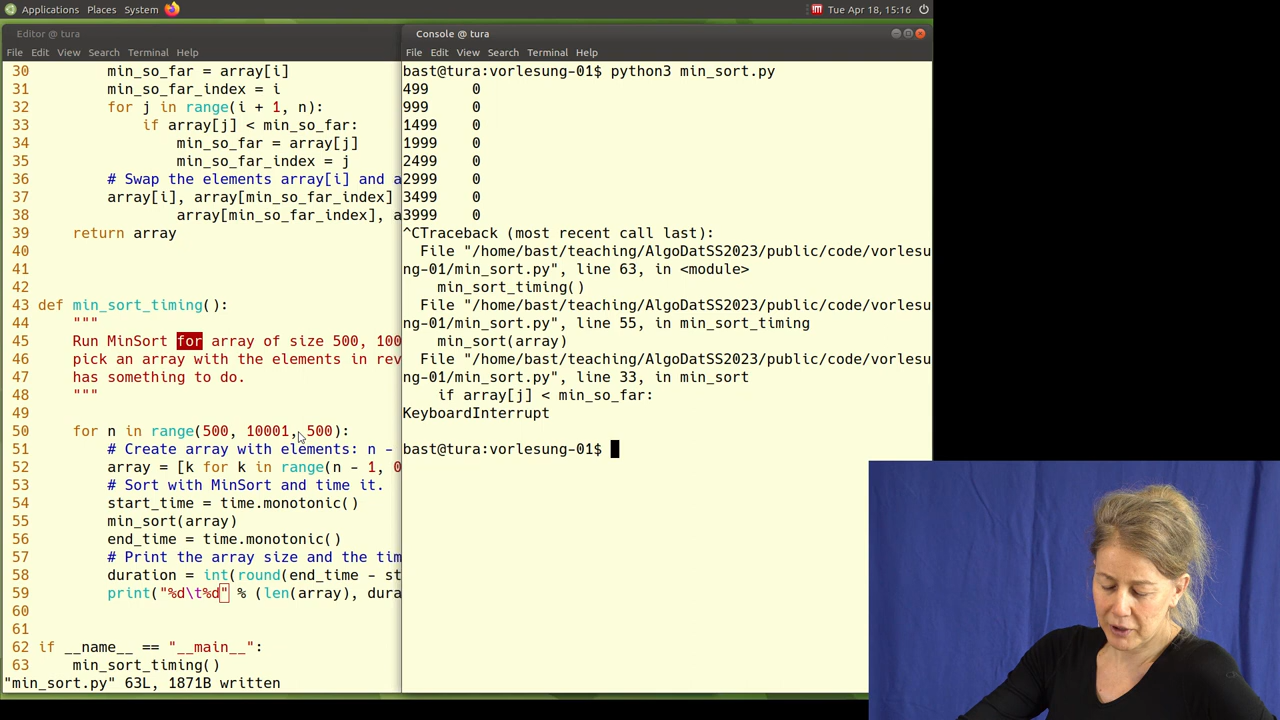 Applications Places System
Tue Apr 18, 15:16
Editor @ tura
File Edit View Search Terminal Help
30 min_so_far = array[i]
31 min_so_far_index = i
32 for j in range(i + 1, n):
33 if array[j] < min_so_far:
34 min_so_far = array[j]
35 min_so_far_index = j
36 # Swap the elements array[i] and a
37 array[i], array[min_so_far_index]
38 array[min_so_far_index], a
39 return array
40
41
42
43 def min_sort_timing():
44 """
45 Run MinSort for array of size 500, 100
46 pick an array with the elements in rev
47 has something to do.
48 """
49
50 for n in range(500, 10001, 500):
51 # Create array with elements: n -
52 array = [k for k in range(n - 1, 0
53 # Sort with MinSort and time it.
54 start_time = time.monotonic()
55 min_sort(array)
56 end_time = time.monotonic()
57 # Print the array size and the tim
58 duration = int(round(end_time - st
59 print("%d\t%d" % (len(array), dura
60
61
62 if __name__ == "__main__":
63 min_sort_timing()
"min_sort.py" 63L, 1871B written
Console @ tura
File Edit View Search Terminal Help
bast@tura:vorlesung-01$ python3 min_sort.py
499 0
999 0
1499 0
1999 0
2499 0
2999 0
3499 0
3999 0
^CTraceback (most recent call last):
File "/home/bast/teaching/AlgoDatSS2023/public/code/vorlesu
ng-01/min_sort.py", line 63, in <module>
min_sort_timing()
File "/home/bast/teaching/AlgoDatSS2023/public/code/vorlesu
ng-01/min_sort.py", line 55, in min_sort_timing
min_sort(array)
File "/home/bast/teaching/AlgoDatSS2023/public/code/vorlesu
ng-01/min_sort.py", line 33, in min_sort
if array[j] < min_so_far:
KeyboardInterrupt
bast@tura:vorlesung-01$